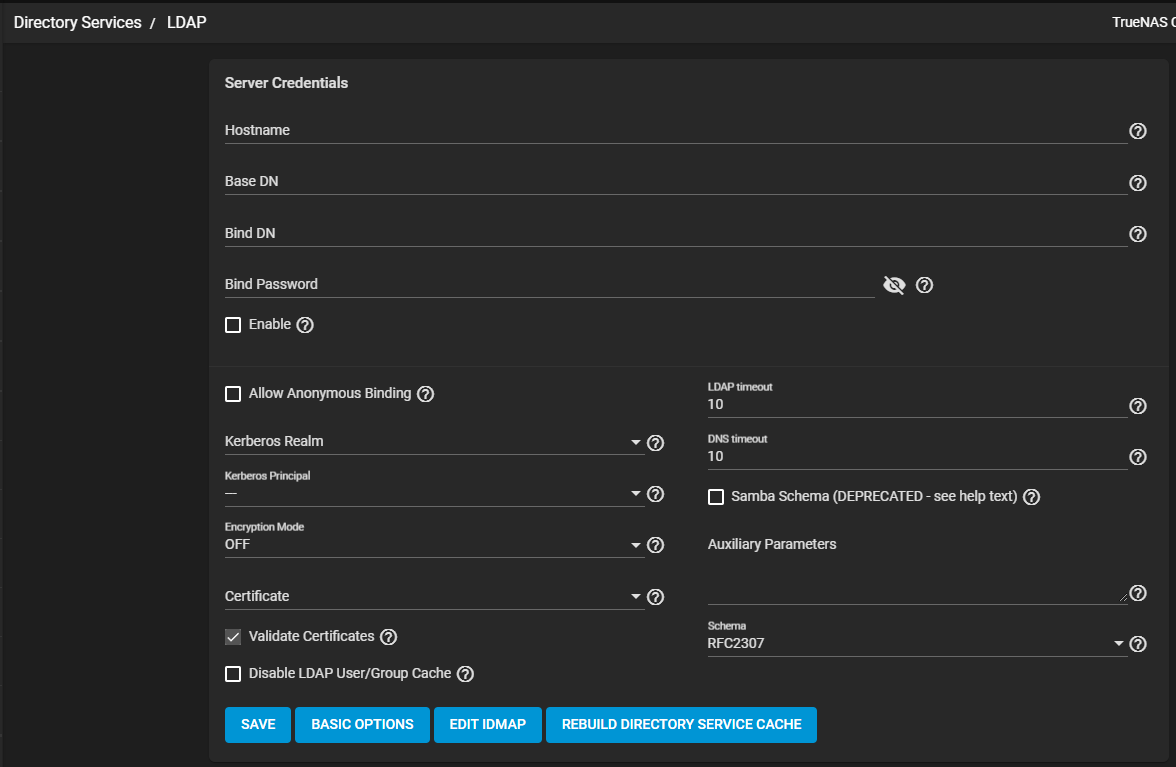 Directory Services / LDAP
TrueNAS
Server Credentials
Hostname
Base DN
Bind DN
Bind Password
Enable
Allow Anonymous Binding
Kerberos Realm
Kerberos Principal
—
Encryption Mode
OFF
Certificate
Validate Certificates
Disable LDAP User/Group Cache
LDAP timeout
10
DNS timeout
10
Samba Schema (DEPRECATED - see help text)
Auxiliary Parameters
Schema
RFC2307
SAVE
BASIC OPTIONS
EDIT IDMAP
REBUILD DIRECTORY SERVICE CACHE